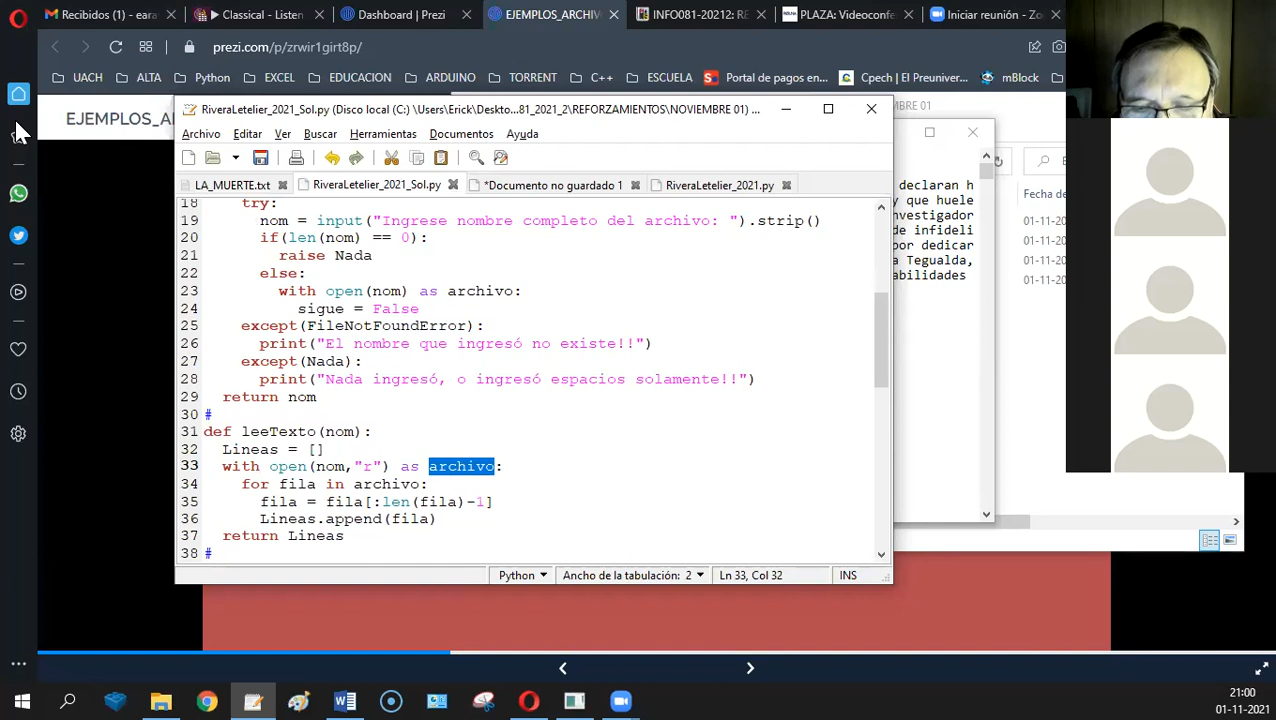 Recibidos (1) - eara
Classical - Listen
Dashboard | Prezi
EJEMPLOS_ARCHIV
INFO081-20212: R
PLAZA: Videoconfe
Iniciar reunión - Zo
prezi.com/p/zrwir1girt8p/
UACH
ALTA
Python
EXCEL
EDUCACION
ARDUINO
TORRENT
C++
ESCUELA
Portal de pagos en...
Cpech | El Preuniver...
mBlock
EJEMPLOS_A
RiveraLetelier_2021_Sol.py (Disco local (C:) \Users\Erick\Deskto...81_2021_2\REFORZAMIENTOS\NOVIEMBRE 01) ...
BRE 01
Archivo Editar Ver Buscar Herramientas Documentos Ayuda
LA_MUERTE.txt
RiveraLetelier_2021_Sol.py
*Documento no guardado 1
RiveraLetelier_2021.py
18 try:
19 nom = input("Ingrese nombre completo del archivo: ").strip()
20 if(len(nom) == 0):
21 raise Nada
22 else:
23 with open(nom) as archivo:
24 sigue = False
25 except(FileNotFoundError):
26 print("El nombre que ingresó no existe!!")
27 except(Nada):
28 print("Nada ingresó, o ingresó espacios solamente!!")
29 return nom
30 #
31 def leeTexto(nom):
32 Lineas = []
33 with open(nom,"r") as archivo:
34 for fila in archivo:
35 fila = fila[:len(fila)-1]
36 Lineas.append(fila)
37 return Lineas
38 #
Python
Ancho de la tabulación: 2
Ln 33, Col 32
INS
declaran h
y que huele
nvestigador
de infideli
por dedicar
a Tegualda,
abilidades
Fecha de
01-11-2021
01-11-2021
01-11-2021
01-11-2021
21:00
01-11-2021